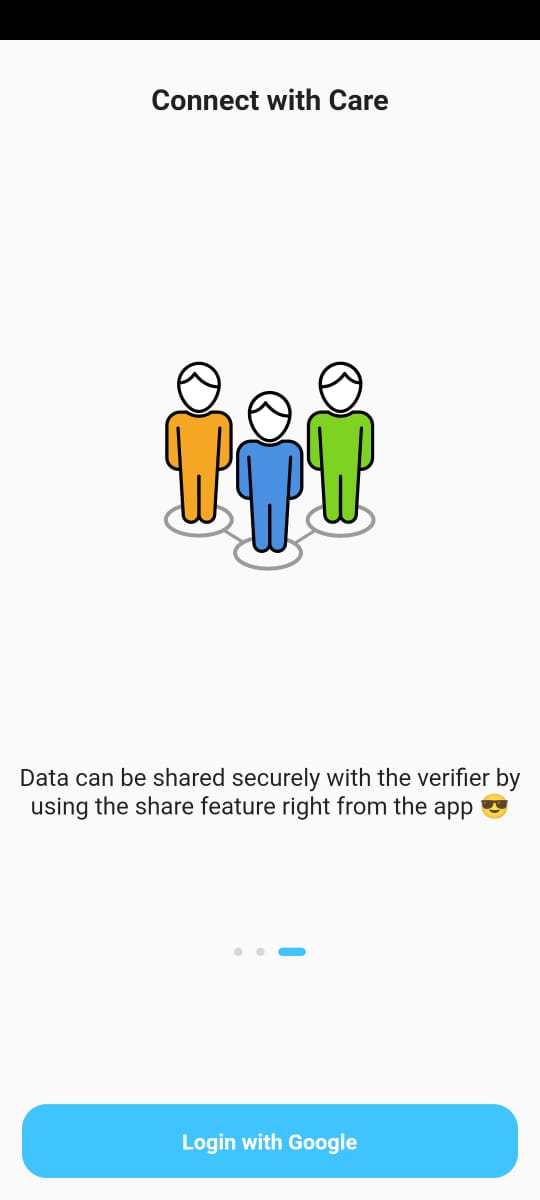 Connect with Care
Data can be shared securely with the verifier by
using the share feature right from the app 😎
Login with Google